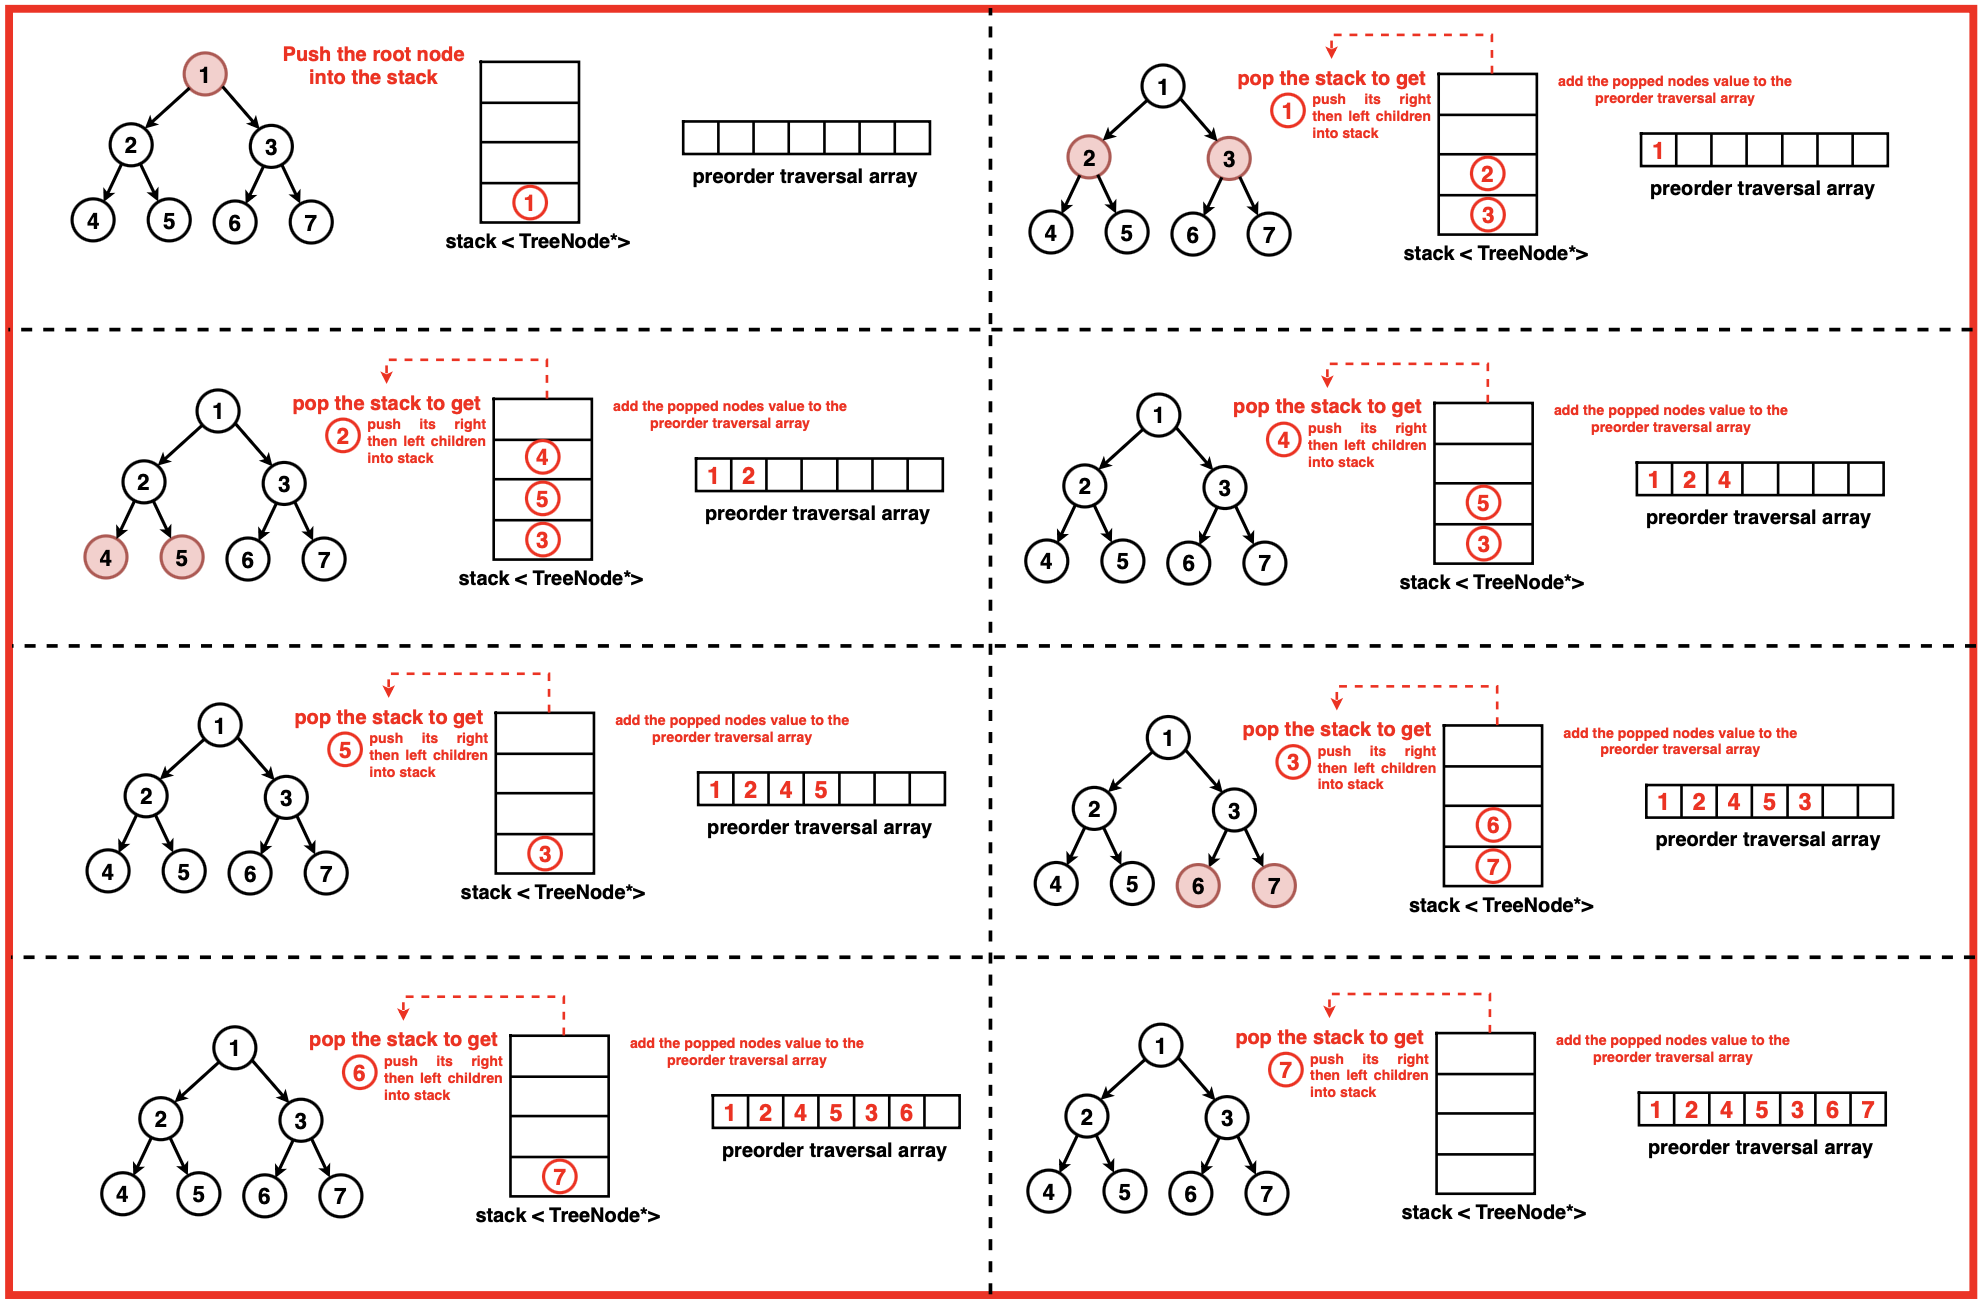 Push the root node
into the stack
1
2 3
4 5 6 7
1
stack < TreeNode*>
preorder traversal array
pop the stack to get
1 push its right
then left children
into stack
add the popped nodes value to the
preorder traversal array
1
2 3
4 5 6 7
2
3
stack < TreeNode*>
1
preorder traversal array
pop the stack to get
2 push its right
then left children
into stack
add the popped nodes value to the
preorder traversal array
1
2 3
4 5 6 7
4
5
3
stack < TreeNode*>
1 2
preorder traversal array
pop the stack to get
4 push its right
then left children
into stack
add the popped nodes value to the
preorder traversal array
1
2 3
4 5 6 7
5
3
stack < TreeNode*>
1 2 4
preorder traversal array
pop the stack to get
5 push its right
then left children
into stack
add the popped nodes value to the
preorder traversal array
1
2 3
4 5 6 7
3
stack < TreeNode*>
1 2 4 5
preorder traversal array
pop the stack to get
3 push its right
then left children
into stack
add the popped nodes value to the
preorder traversal array
1
2 3
4 5 6 7
6
7
stack < TreeNode*>
1 2 4 5 3
preorder traversal array
pop the stack to get
6 push its right
then left children
into stack
add the popped nodes value to the
preorder traversal array
1
2 3
4 5 6 7
7
stack < TreeNode*>
1 2 4 5 3 6
preorder traversal array
pop the stack to get
7 push its right
then left children
into stack
add the popped nodes value to the
preorder traversal array
1
2 3
4 5 6 7
stack < TreeNode*>
1 2 4 5 3 6 7
preorder traversal array